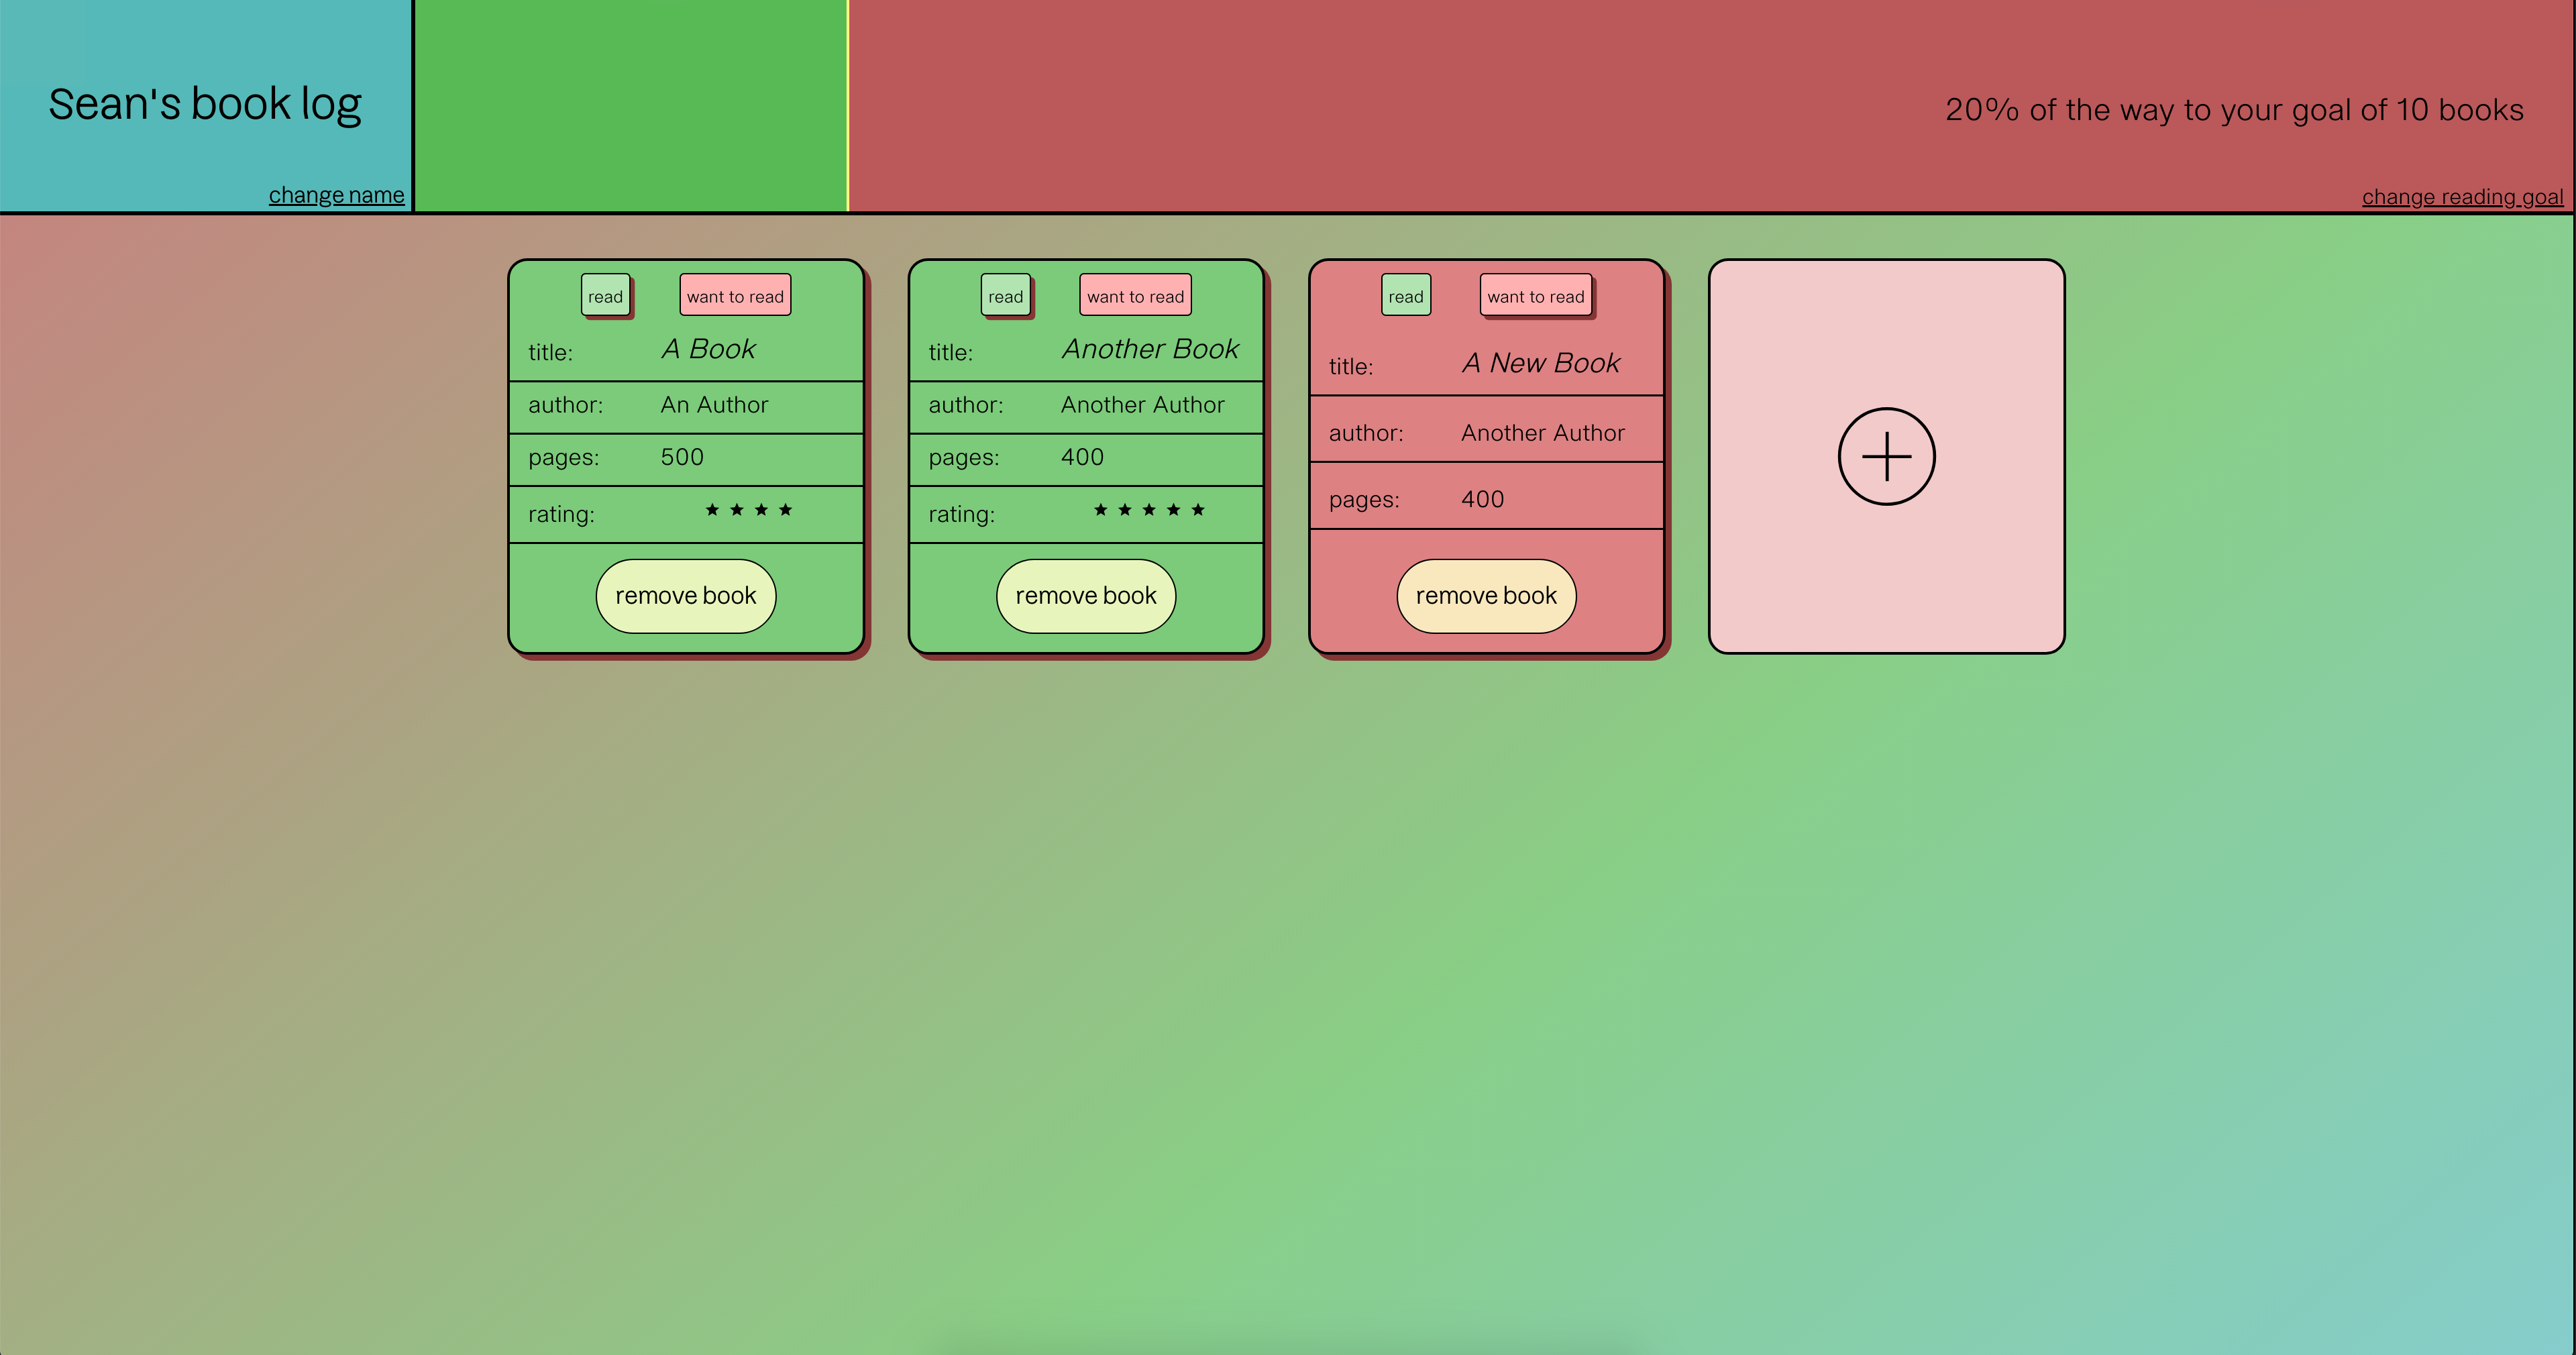 Sean's book log
change name
20% of the way to your goal of 10 books
change reading goal
read want to read
title: A Book
author: An Author
pages: 500
rating: ★ ★ ★ ★
remove book
read want to read
title: Another Book
author: Another Author
pages: 400
rating: ★ ★ ★ ★ ★
remove book
read want to read
title: A New Book
author: Another Author
pages: 400
remove book